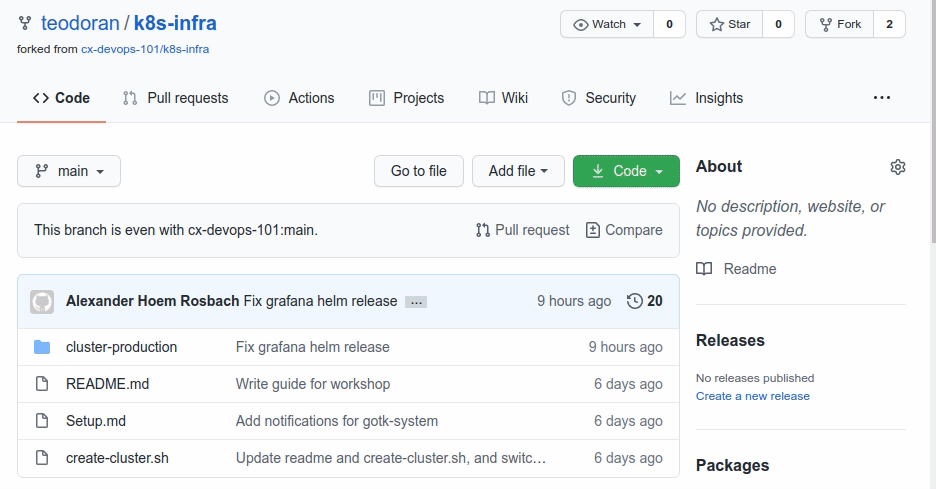 teodoran / k8s-infra
Watch 0 Star 0 Fork 2
forked from cx-devops-101/k8s-infra
Code Pull requests Actions Projects Wiki Security Insights ...
main Go to file Add file Code
This branch is even with cx-devops-101:main. Pull request Compare
Alexander Hoem Rosbach Fix grafana helm release ... 9 hours ago 20
cluster-production Fix grafana helm release 9 hours ago
README.md Write guide for workshop 6 days ago
Setup.md Add notifications for gotk-system 6 days ago
create-cluster.sh Update readme and create-cluster.sh, and switc… 6 days ago
About
No description, website, or
topics provided.
Readme
Releases
No releases published
Create a new release
Packages